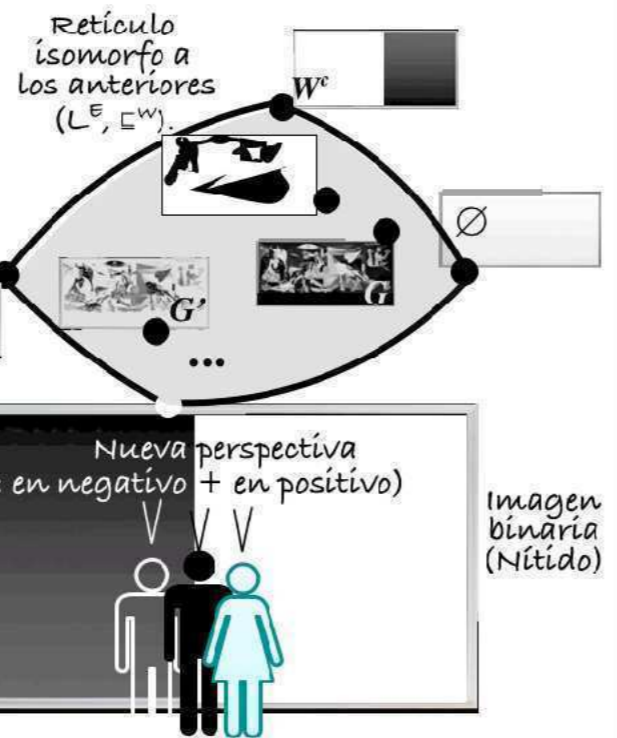 Retículo
isomorfo a
los anteriores
(L^E, ⊑^W).
W^c
∅
G'
G
...
Nueva perspectiva
en negativo + en positivo)
Imagen
binaria
(Nítido)